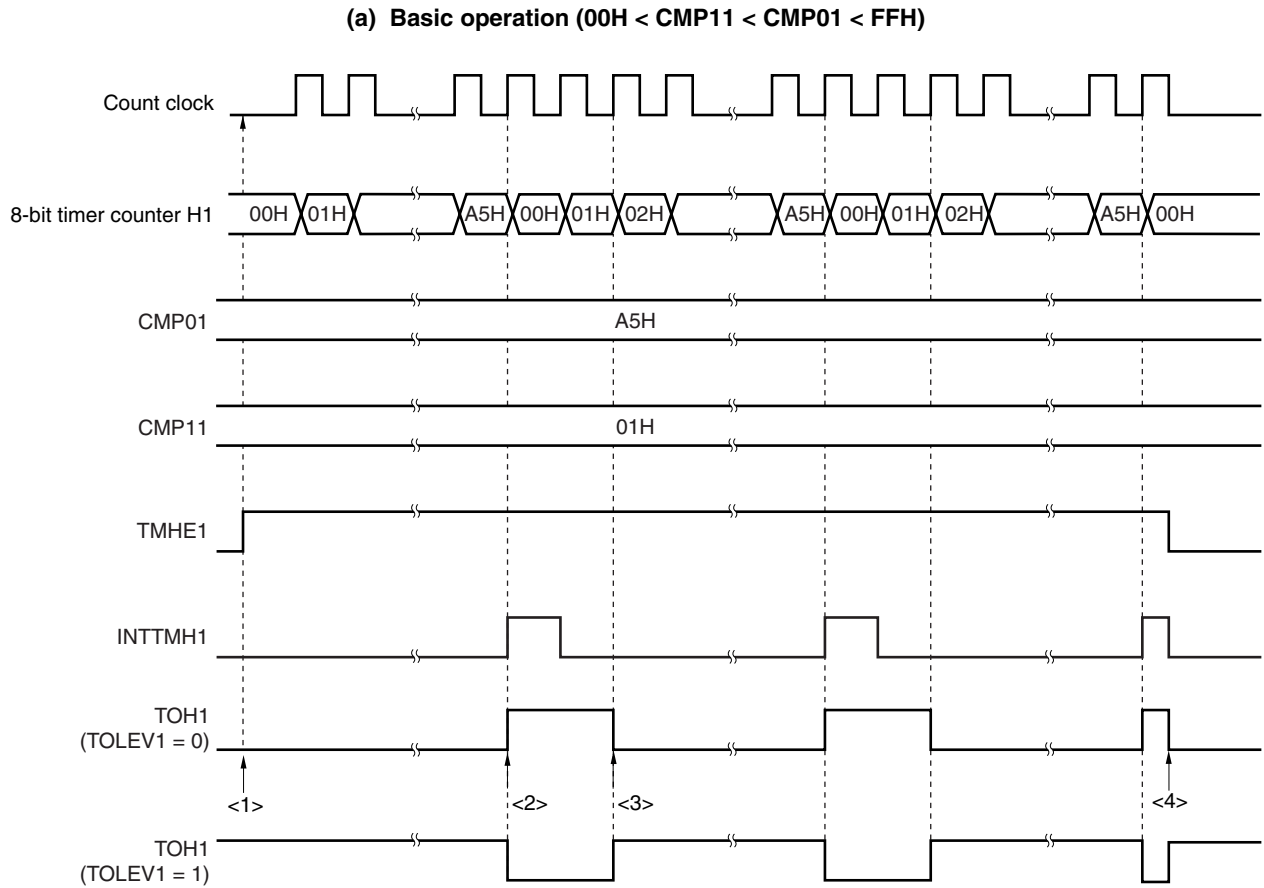 (a) Basic operation (00H < CMP11 < CMP01 < FFH)
Count clock
8-bit timer counter H1
00H 01H A5H 00H 01H 02H A5H 00H 01H 02H A5H 00H
CMP01
A5H
CMP11
01H
TMHE1
INTTMH1
TOH1
(TOLEV1 = 0)
<1> <2> <3> <4>
TOH1
(TOLEV1 = 1)